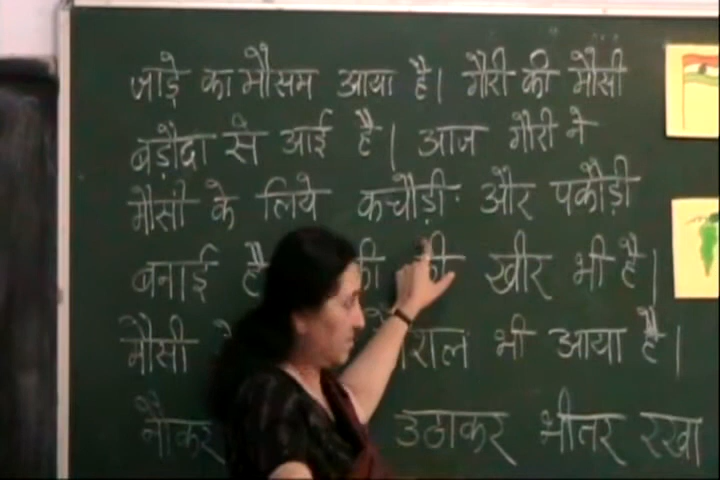 जाड़े का मौसम आया है। गौरी की मौसी
बड़ौदा से आई है। आज गौरी ने
मौसी के लिये कचौड़ी और पकौड़ी
बनाई है की खीर भी है।
मौसी भी आया है।
नौकर उठाकर भीतर रखा